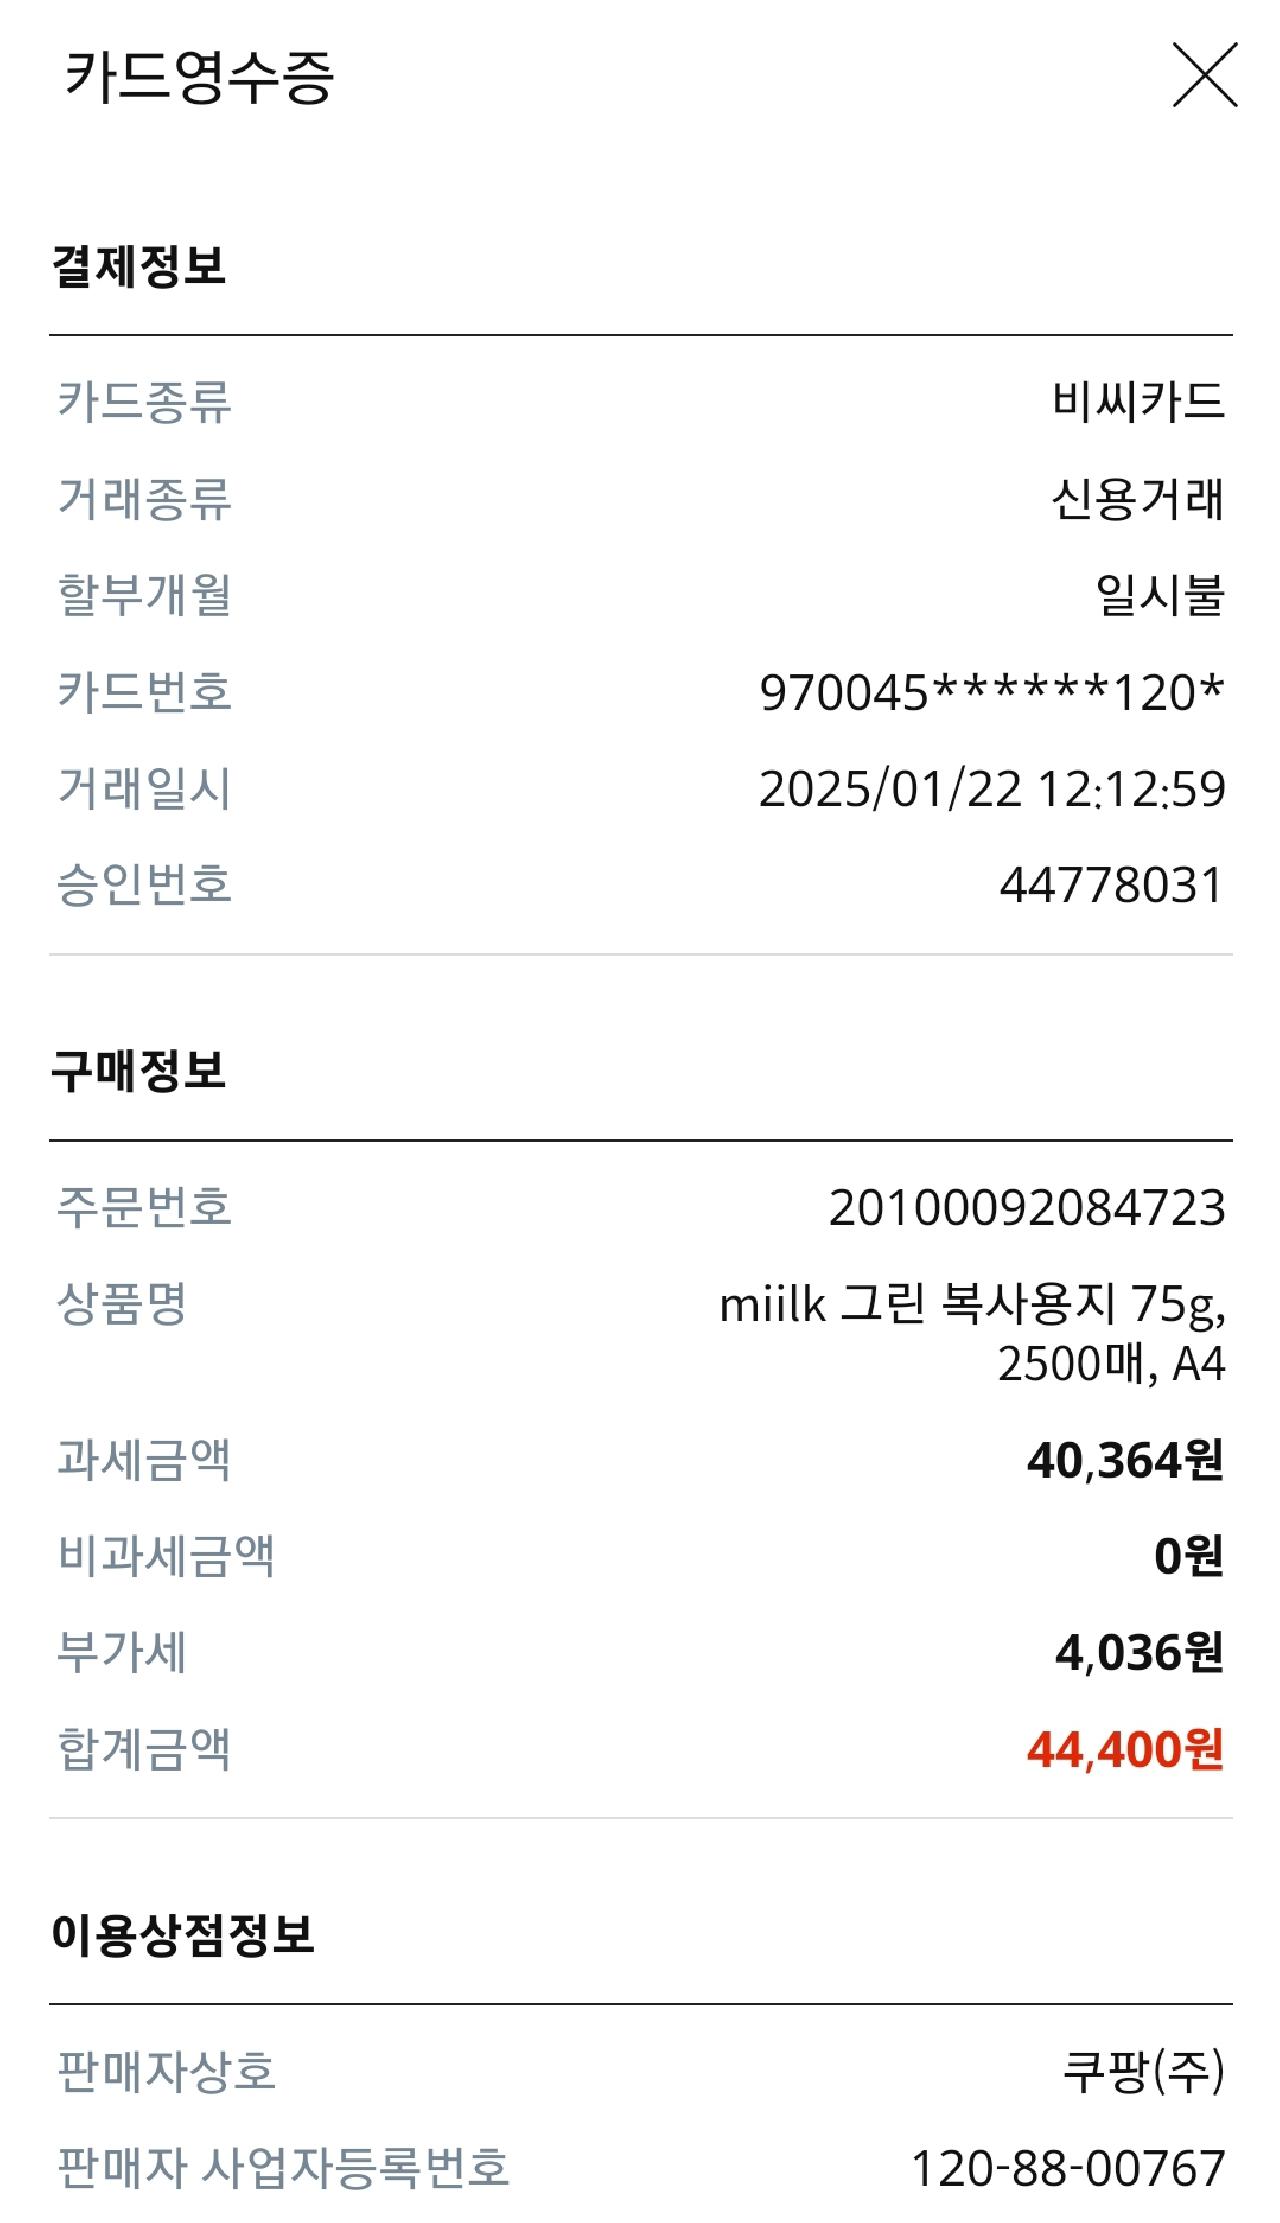 카드영수증
결제정보
카드종류 비씨카드
거래종류 신용거래
할부개월 일시불
카드번호 970045******120*
거래일시 2025/01/22 12:12:59
승인번호 44778031
구매정보
주문번호 20100092084723
상품명 miilk 그린 복사용지 75g,
2500매, A4
과세금액 40,364원
비과세금액 0원
부가세 4,036원
합계금액 44,400원
이용상점정보
판매자상호 쿠팡(주)
판매자 사업자등록번호 120-88-00767